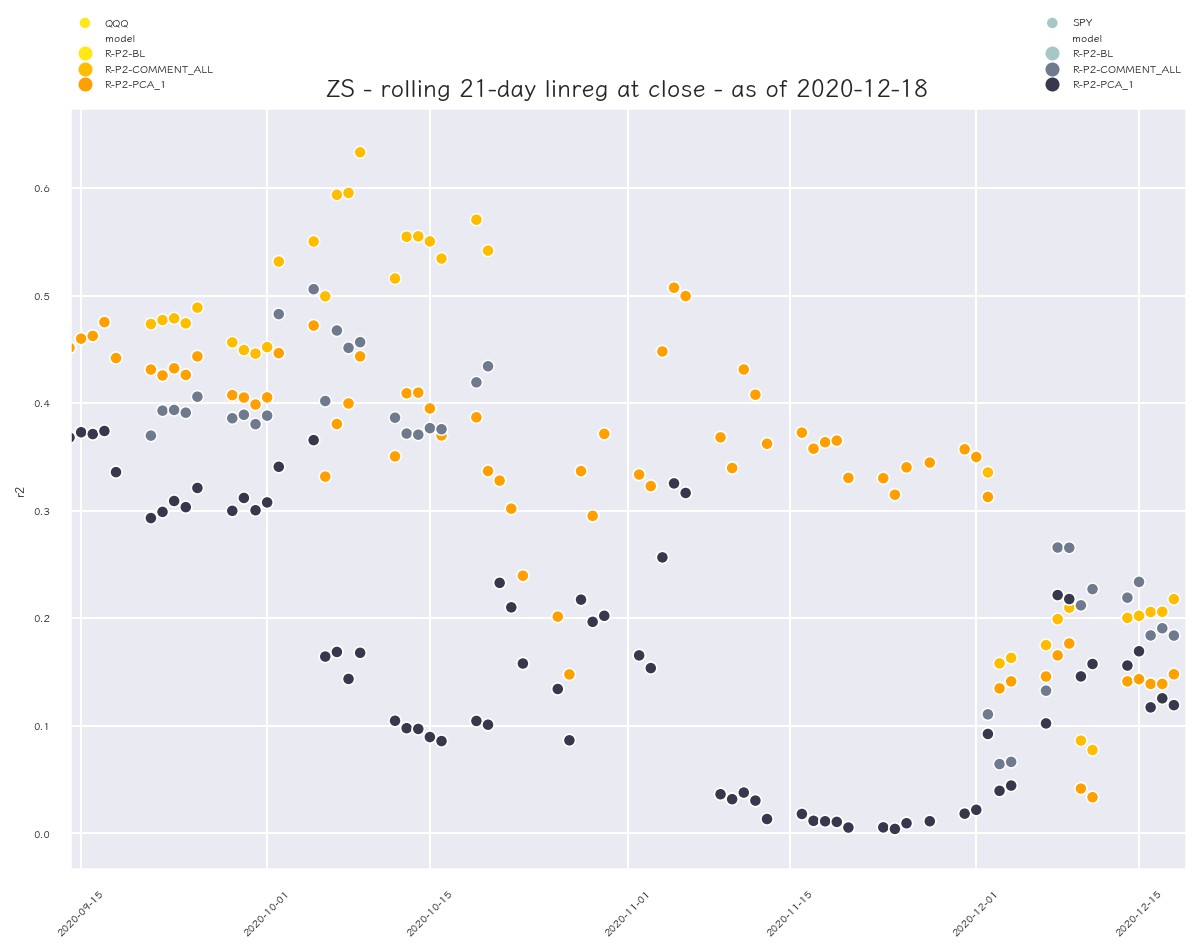 QQQ
model
R-P2-BL
R-P2-COMMENT_ALL
R-P2-PCA_1
SPY
model
R-P2-BL
R-P2-COMMENT_ALL
R-P2-PCA_1
ZS - rolling 21-day linreg at close - as of 2020-12-18
r2
0.6
0.5
0.4
0.3
0.2
0.1
0.0
2020-09-15
2020-10-01
2020-10-15
2020-11-01
2020-11-15
2020-12-01
2020-12-15